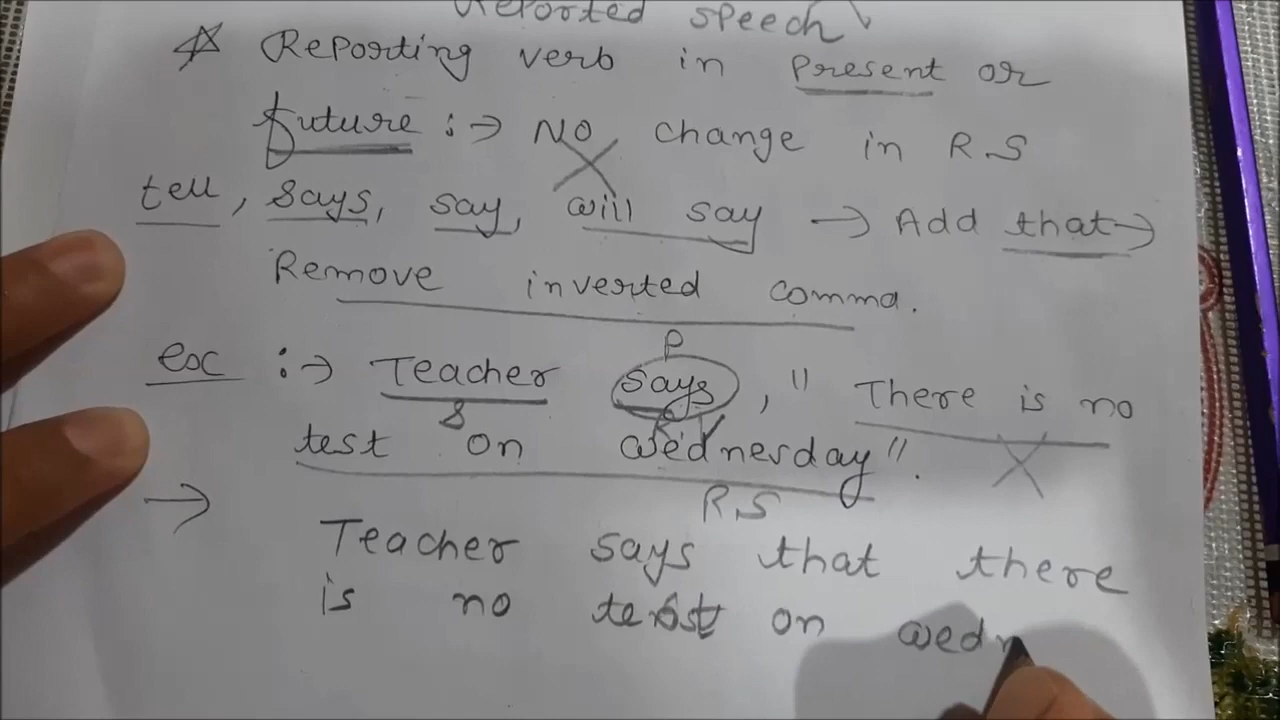 Reported speech
☆ Reporting verb in present or
future :→ NO change in R S
tell, says, say, will say → Add that →
Remove inverted comma.
P
ex :→ Teacher says, " There is no
S R V
test on wednesday".
R S
→ Teacher says that there
is no test on wedn